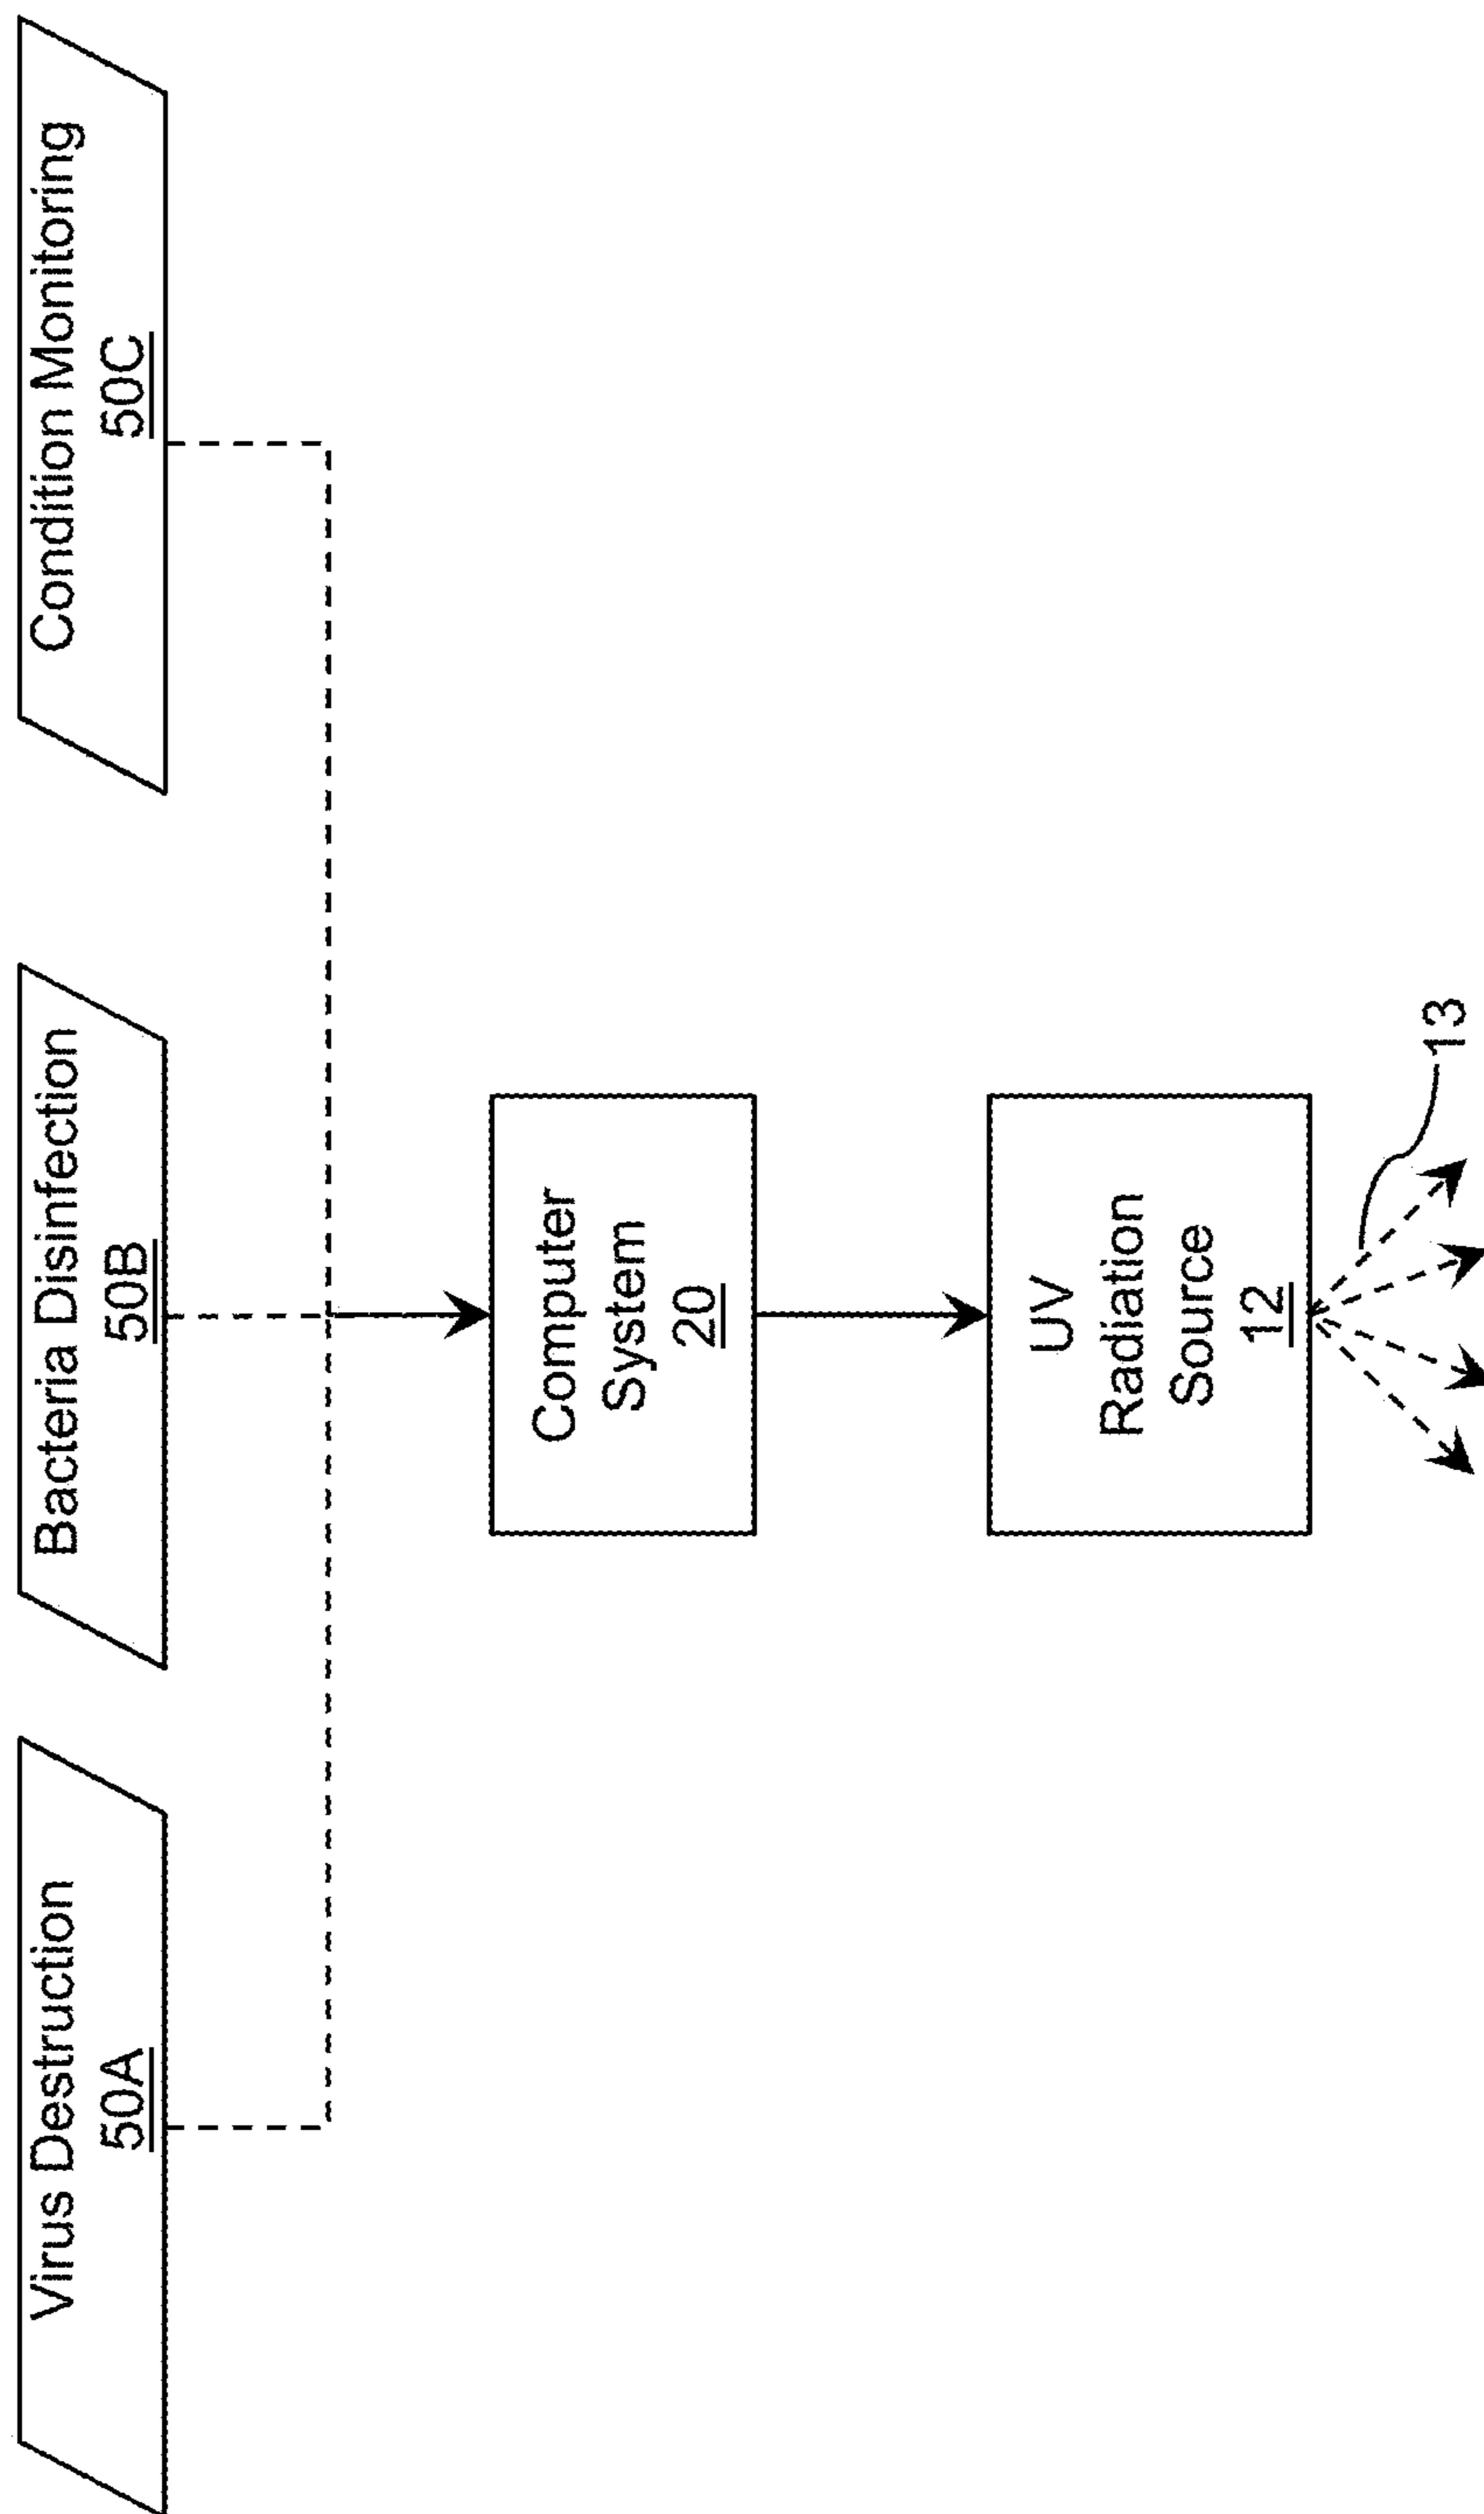 Virus Destruction
50A
Bacteria Disinfection
50B
Condition Monitoring
50C
Computer
System
20
UV
Radiation
Source
12
13